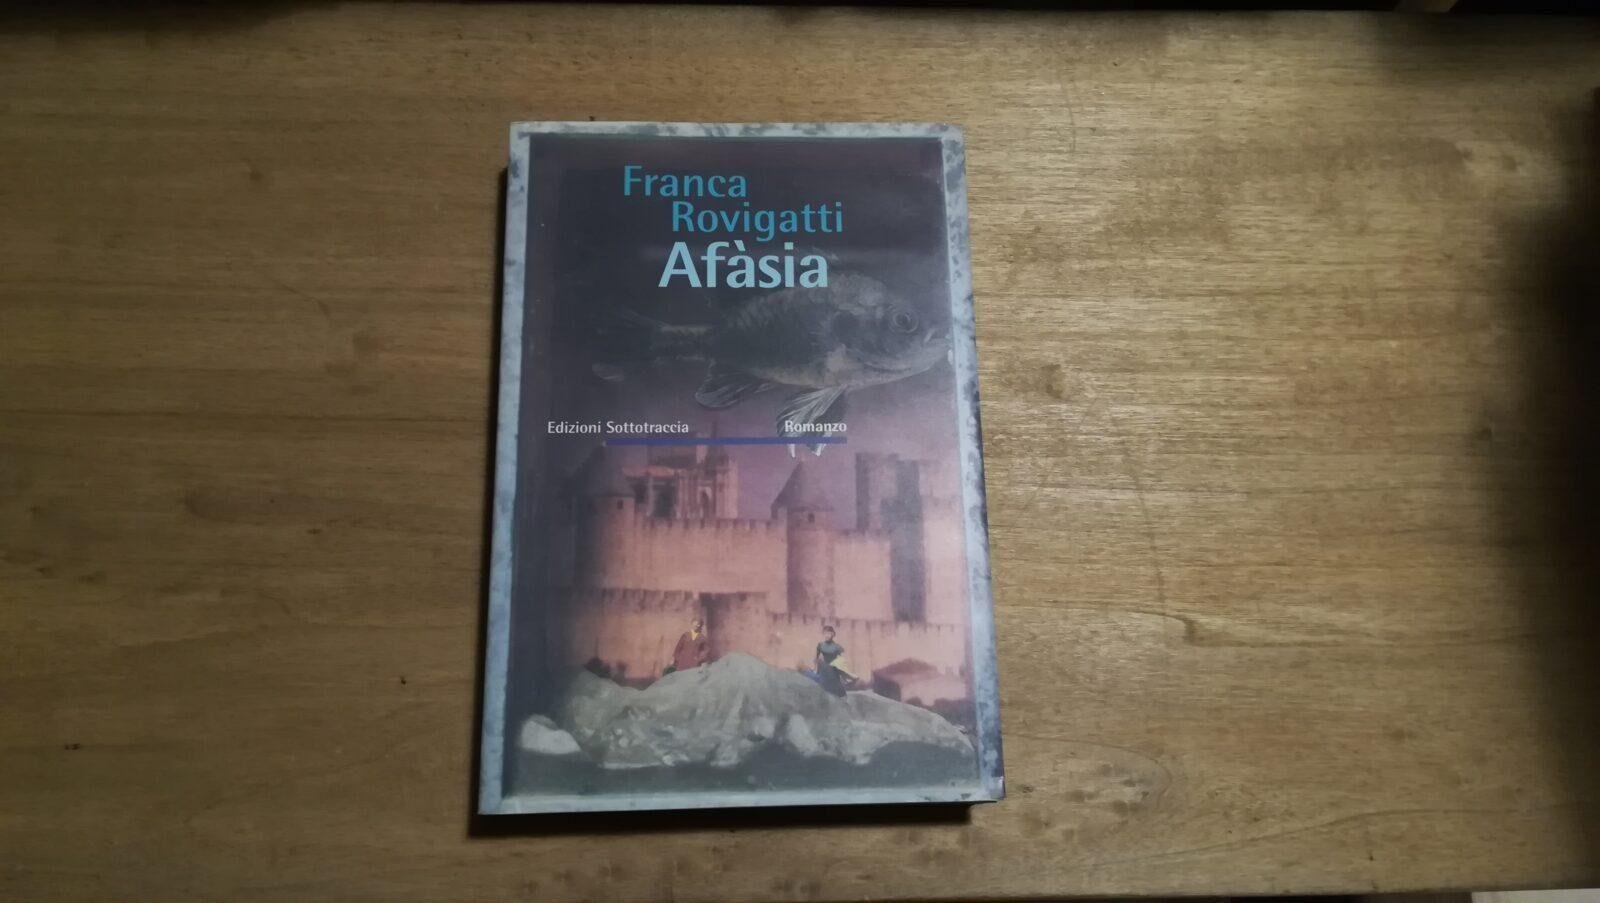 Franca
Rovigatti
Afàsia
Edizioni Sottotraccia Romanzo